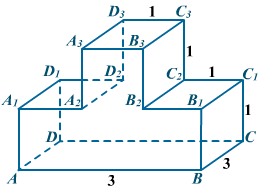 D₃ 1 C₃
A₃ B₃ 1
D₁ D₂ C₂ 1 C₁
A₁ A₂ B₂ B₁ 1
D C
A 3 B 3